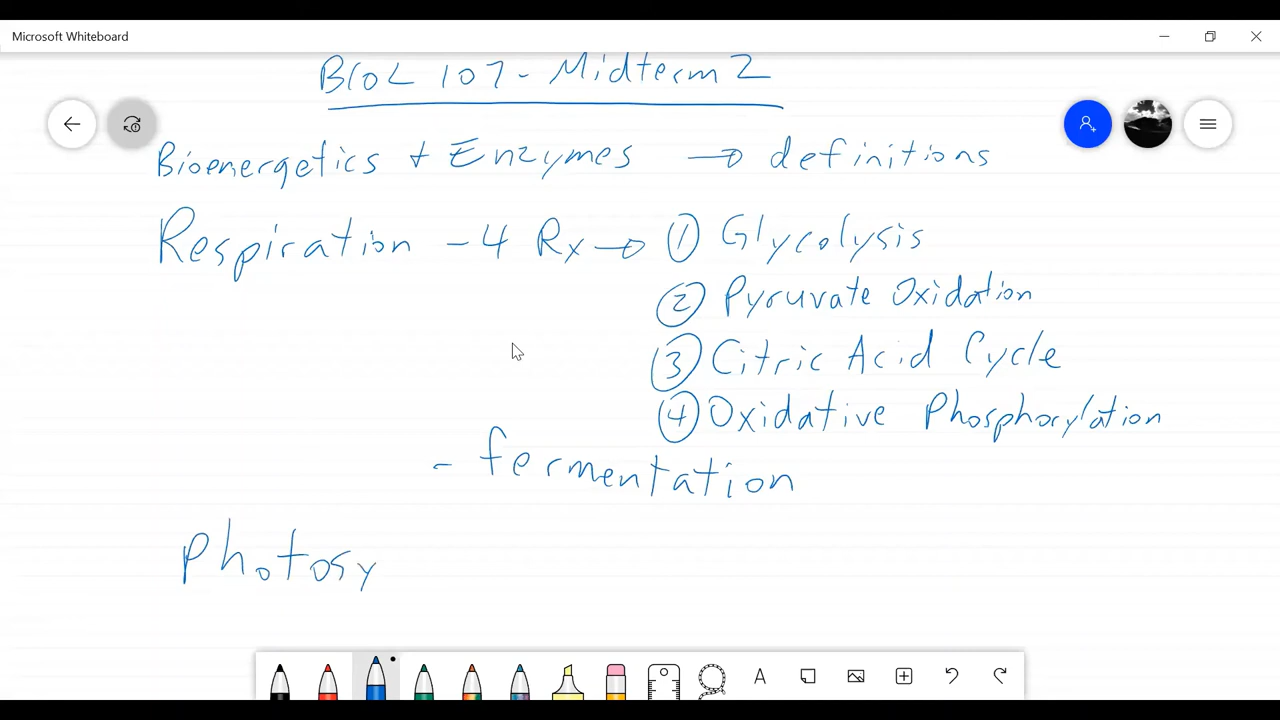 Microsoft Whiteboard
BIOL 107 - Midterm 2
Bioenergetics + Enzymes → definitions
Respiration - 4 Rx → ① Glycolysis
② Pyruvate Oxidation
③ Citric Acid Cycle
④ Oxidative Phosphorylation
- fermentation
Photosy